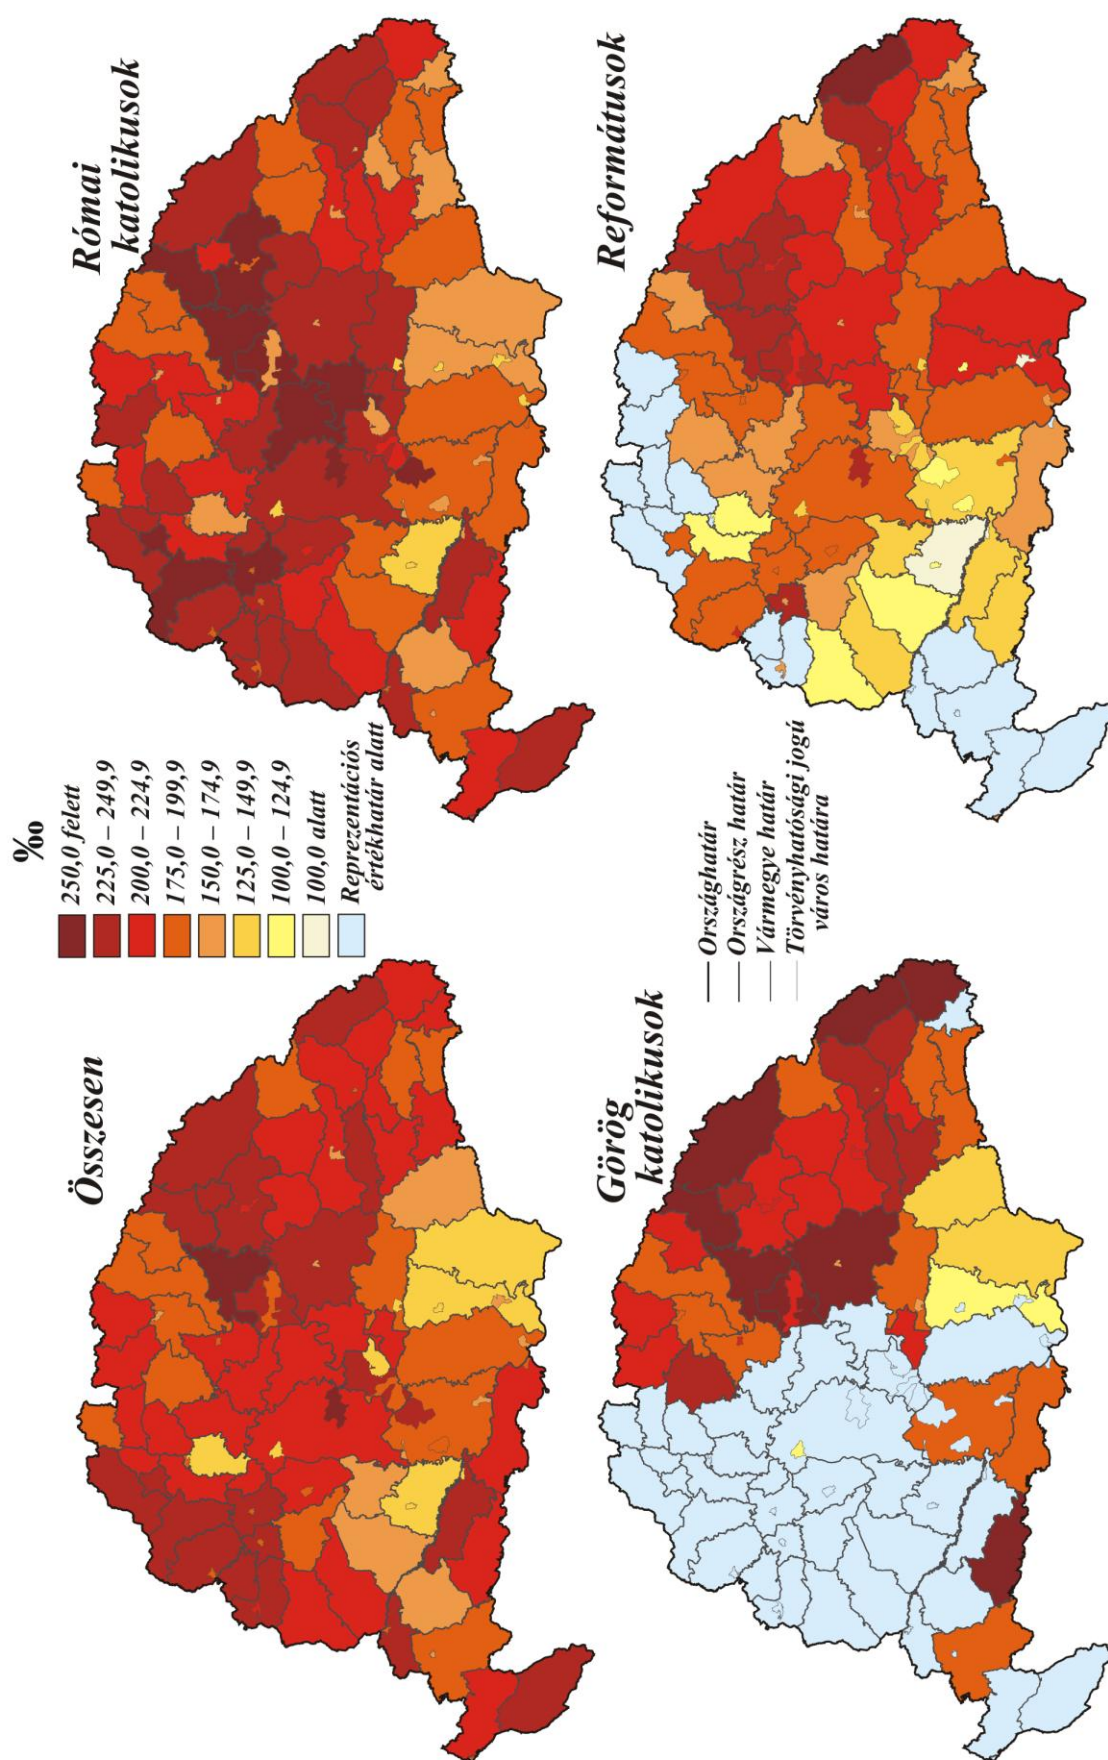 Összesen
‰
250,0 felett
225,0 – 249,9
200,0 – 224,9
175,0 – 199,9
150,0 – 174,9
125,0 – 149,9
100,0 – 124,9
100,0 alatt
Reprezentációs
értékhatár alatt
Római
katolikusok
Görög
katolikusok
Országhatár
Országrész határ
Vármegye határ
Törvényhatósági jogú
város határa
Reformátusok